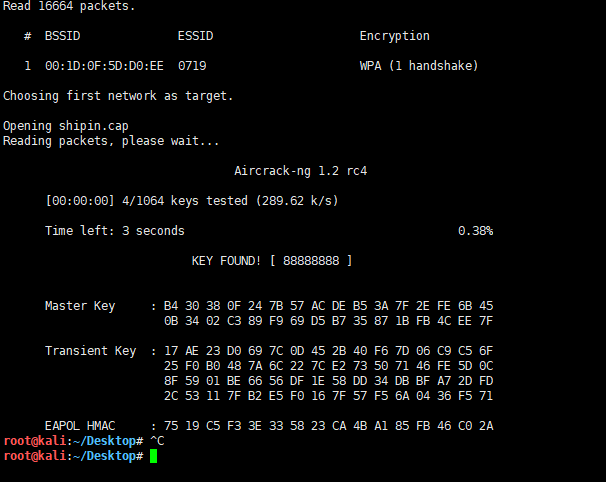 Read 16664 packets.
# BSSID ESSID Encryption
1 00:1D:0F:5D:D0:EE 0719 WPA (1 handshake)
Choosing first network as target.
Opening shipin.cap
Reading packets, please wait...
Aircrack-ng 1.2 rc4
[00:00:00] 4/1064 keys tested (289.62 k/s)
Time left: 3 seconds 0.38%
KEY FOUND! [ 88888888 ]
Master Key : B4 30 38 0F 24 7B 57 AC DE B5 3A 7F 2E FE 6B 45
0B 34 02 C3 89 F9 69 D5 B7 35 87 1B FB 4C EE 7F
Transient Key : 17 AE 23 D0 69 7C 0D 45 2B 40 F6 7D 06 C9 C5 6F
25 F0 B0 48 7A 6C 22 7C E2 73 50 71 46 FE 5D 0C
8F 59 01 BE 66 56 DF 1E 58 DD 34 DB BF A7 2D FD
2C 53 11 7F B2 E5 F0 16 7F 57 F5 6A 04 36 F5 71
EAPOL HMAC : 75 19 C5 F3 3E 33 58 23 CA 4B A1 85 FB 46 C0 2A
root@kali:~/Desktop# ^C
root@kali:~/Desktop#